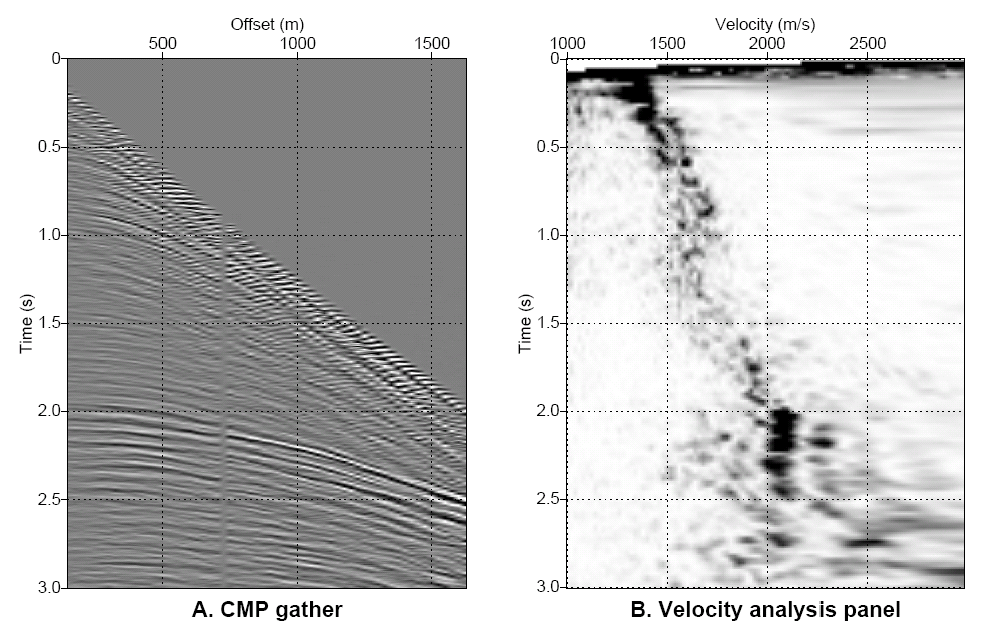 Offset (m)
500 1000 1500
0
0.5
1.0
1.5
2.0
2.5
3.0
Time (s)
A. CMP gather
Velocity (m/s)
1000 1500 2000 2500
0
0.5
1.0
1.5
2.0
2.5
3.0
Time (s)
B. Velocity analysis panel